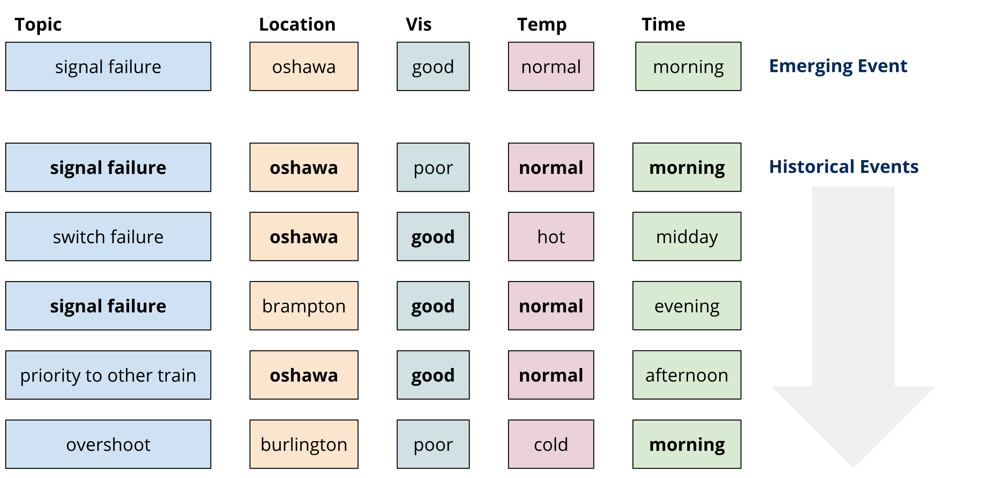 Topic Location Vis Temp Time
signal failure oshawa good normal morning Emerging Event
signal failure oshawa poor normal morning Historical Events
switch failure oshawa good hot midday
signal failure brampton good normal evening
priority to other train oshawa good normal afternoon
overshoot burlington poor cold morning